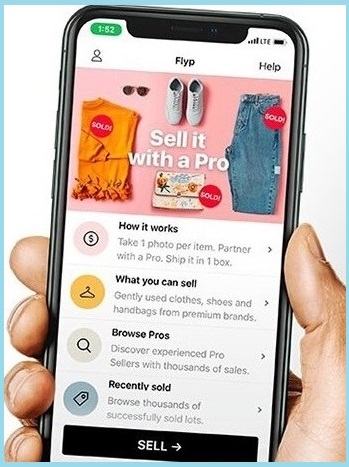 1:52
LTE
Flyp
Help
SOLD!
SOLD!
Sell it
with a Pro
SOLD!
How it works
Take 1 photo per item. Partner
with a Pro. Ship it in 1 box.
What you can sell
Gently used clothes, shoes and
handbags from premium brands.
Browse Pros
Discover experienced Pro
Sellers with thousands of sales.
Recently sold
Browse thousands of
successfully sold lots.
SELL →